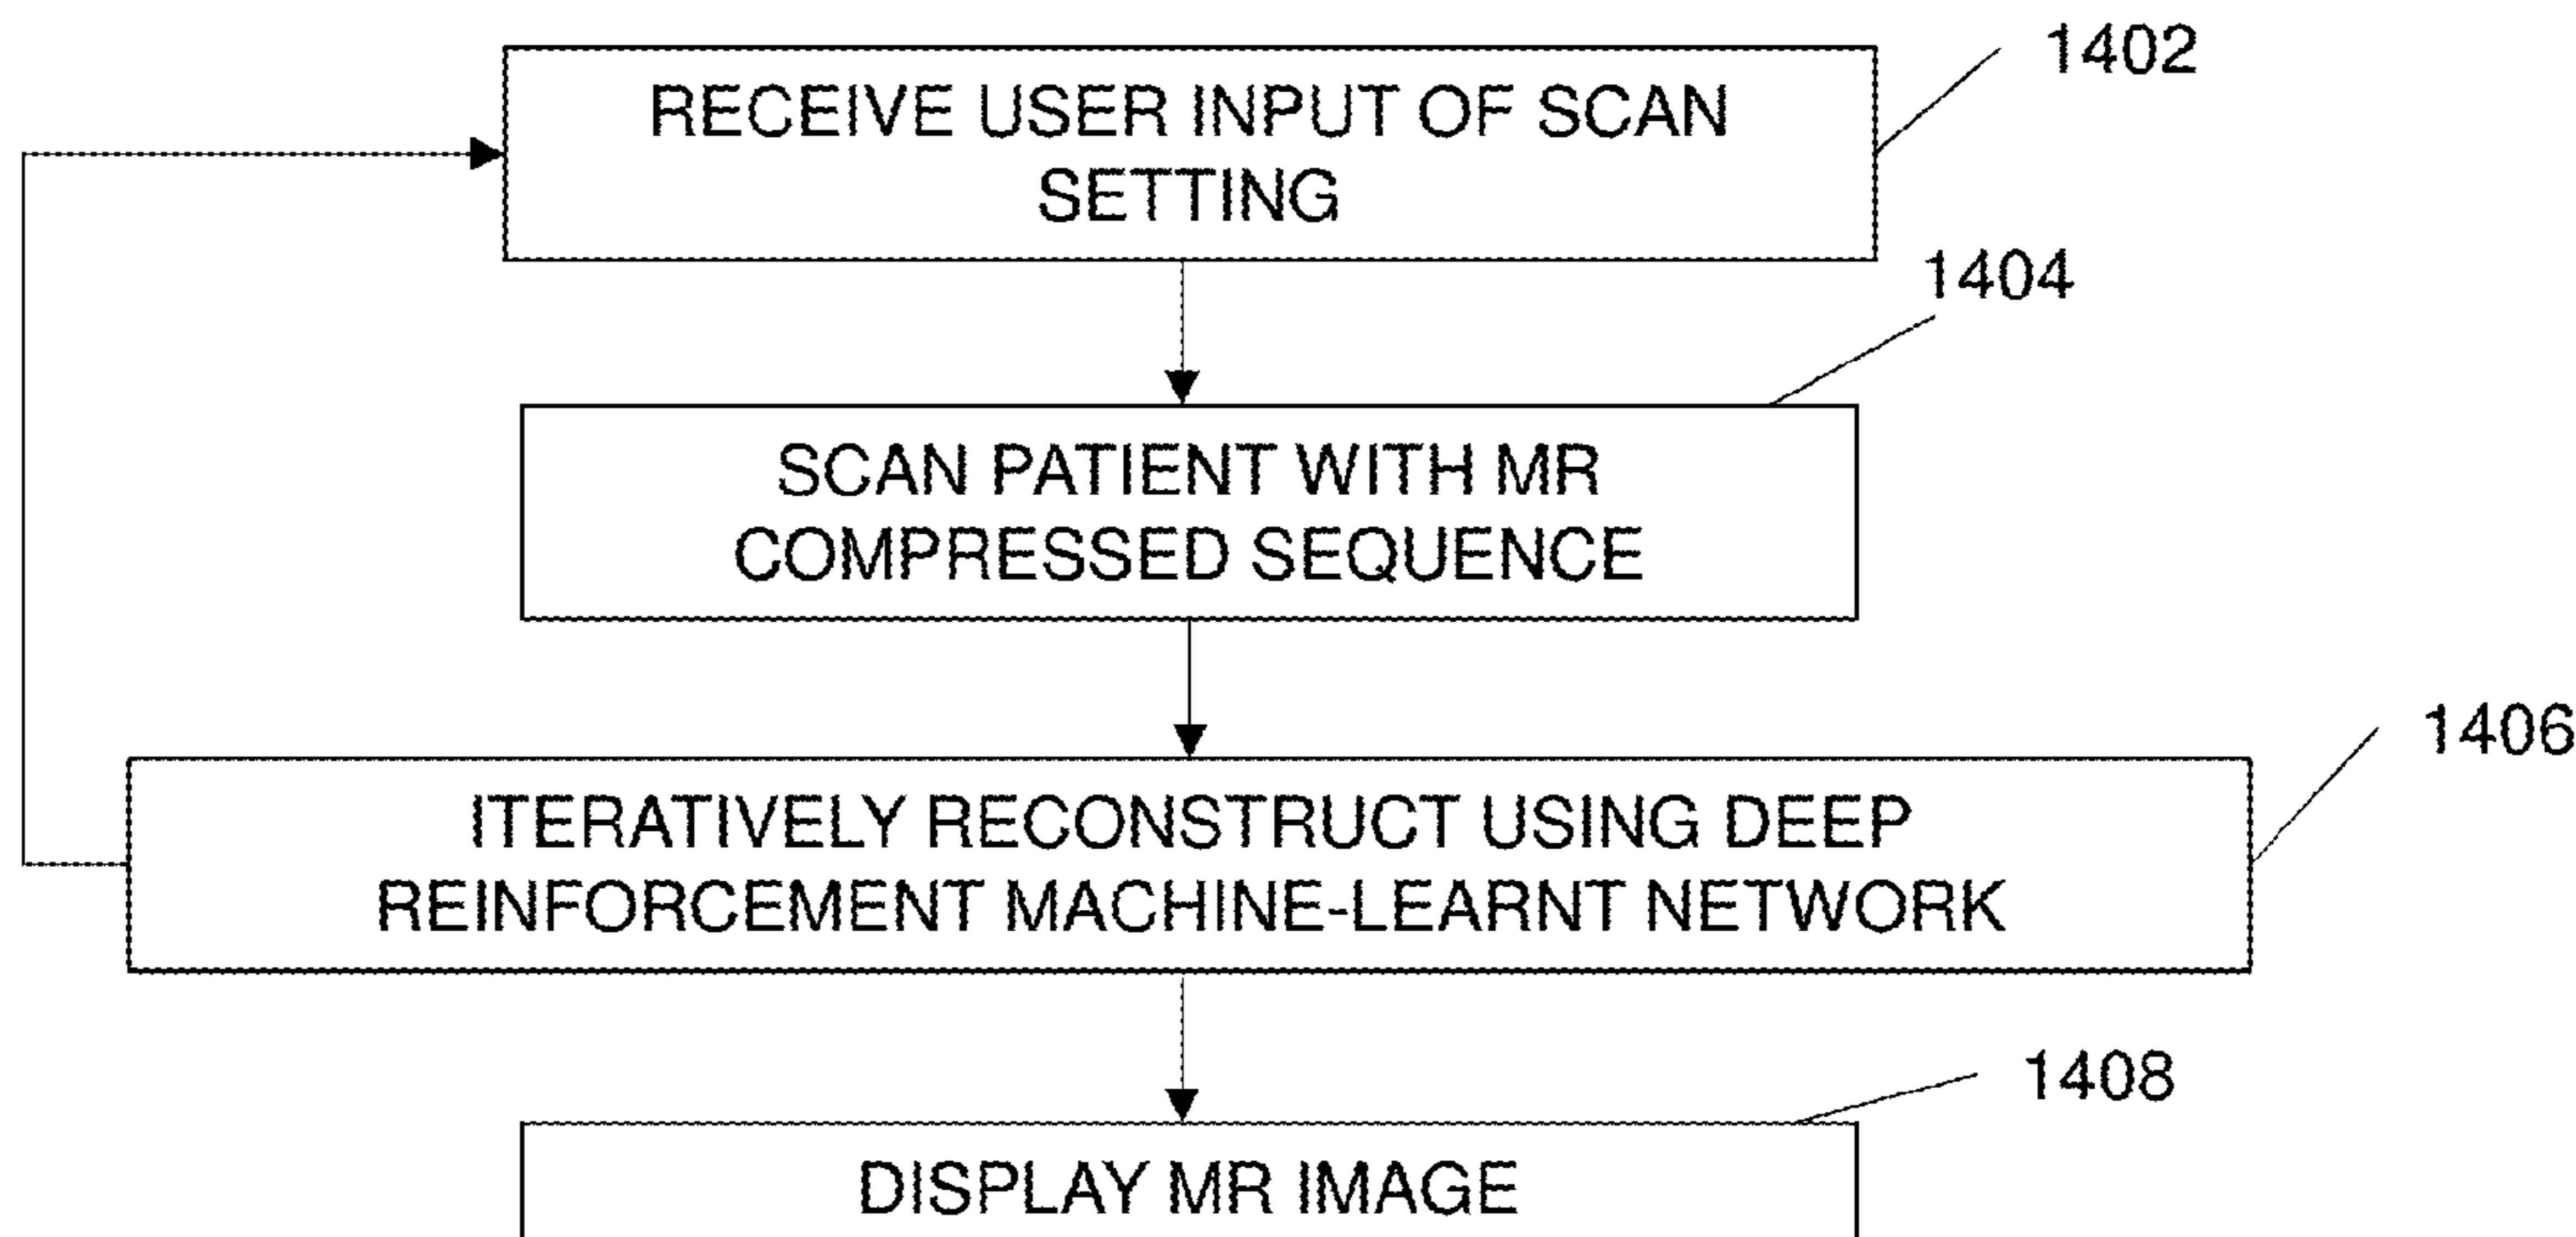 1402
RECEIVE USER INPUT OF SCAN
SETTING
1404
SCAN PATIENT WITH MR
COMPRESSED SEQUENCE
1406
ITERATIVELY RECONSTRUCT USING DEEP
REINFORCEMENT MACHINE-LEARNT NETWORK
1408
DISPLAY MR IMAGE